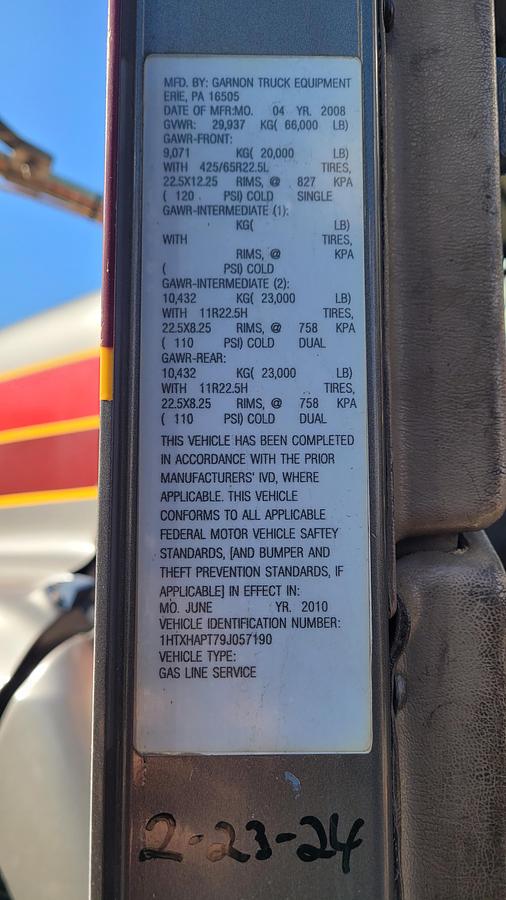 MFD. BY: GARNON TRUCK EQUIPMENT
ERIE, PA 16505
DATE OF MFR:MO. 04 YR. 2008
GVWR: 29,937 KG( 66,000 LB)
GAWR-FRONT:
9,071 KG( 20,000 LB)
WITH 425/65R22.5L TIRES,
22.5X12.25 RIMS, @ 827 KPA
( 120 PSI) COLD SINGLE
GAWR-INTERMEDIATE (1):
KG( LB)
WITH TIRES,
RIMS, @ KPA
( PSI) COLD
GAWR-INTERMEDIATE (2):
10,432 KG( 23,000 LB)
WITH 11R22.5H TIRES,
22.5X8.25 RIMS, @ 758 KPA
( 110 PSI) COLD DUAL
GAWR-REAR:
10,432 KG( 23,000 LB)
WITH 11R22.5H TIRES,
22.5X8.25 RIMS, @ 758 KPA
( 110 PSI) COLD DUAL
THIS VEHICLE HAS BEEN COMPLETED
IN ACCORDANCE WITH THE PRIOR
MANUFACTURERS' IVD, WHERE
APPLICABLE. THIS VEHICLE
CONFORMS TO ALL APPLICABLE
FEDERAL MOTOR VEHICLE SAFTEY
STANDARDS, [AND BUMPER AND
THEFT PREVENTION STANDARDS, IF
APPLICABLE] IN EFFECT IN:
MO. JUNE YR. 2010
VEHICLE IDENTIFICATION NUMBER:
1HTXHAPT79J057190
VEHICLE TYPE:
GAS LINE SERVICE
2-23-24